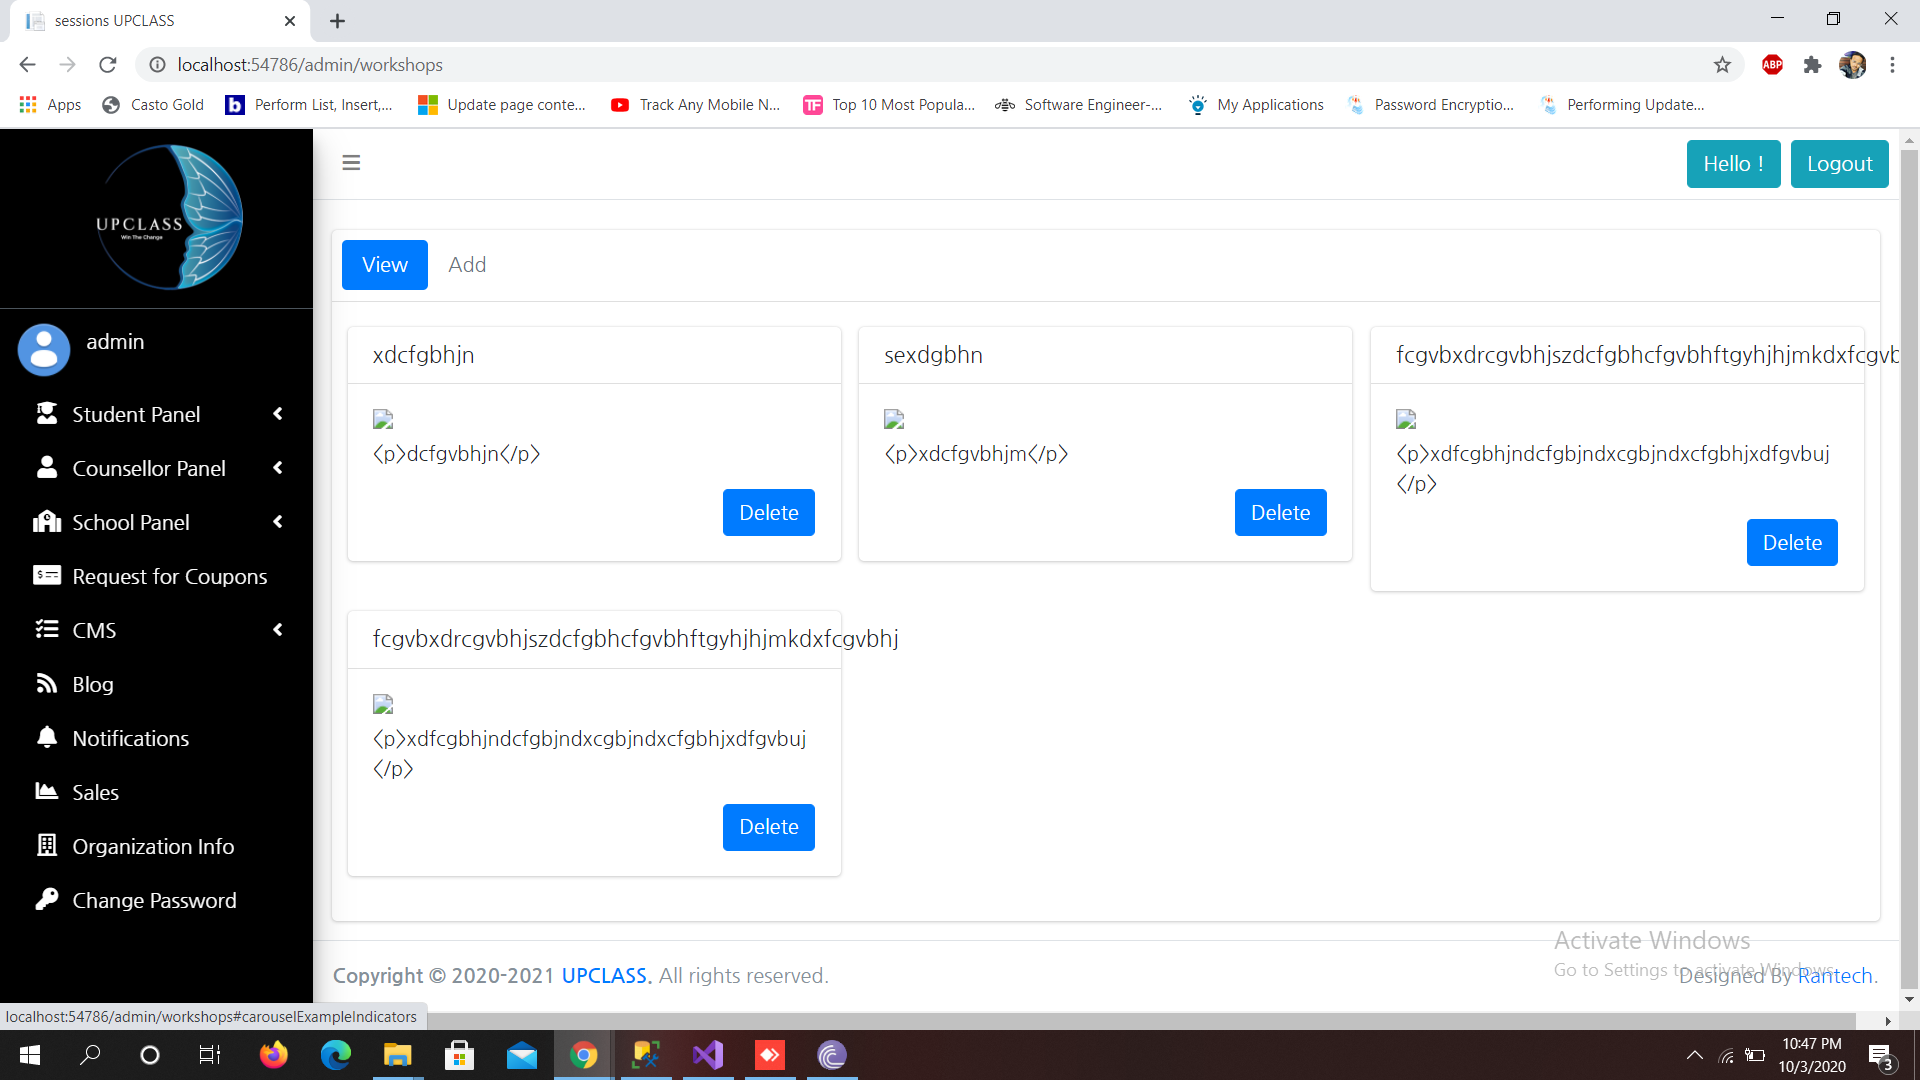 sessions UPCLASS
localhost:54786/admin/workshops
ABP
Apps
Casto Gold
Perform List, Insert,...
Update page conte...
Track Any Mobile N...
TF
Top 10 Most Popula...
Software Engineer-...
My Applications
Password Encryptio...
Performing Update...
UPCLASS
Win The Change
Hello !
Logout
admin
Student Panel
Counsellor Panel
School Panel
Request for Coupons
CMS
Blog
Notifications
Sales
Organization Info
Change Password
View
Add
xdcfgbhjn
<p>dcfgvbhjn</p>
Delete
sexdgbhn
<p>xdcfgvbhjm</p>
Delete
fcgvbxdrcgvbhjszdcfgbhcfgvbhftgyhjhjmkdxfcgvb
<p>xdfcgbhjndcfgbjndxcgbjndxcfgbhjxdfgvbuj
</p>
Delete
fcgvbxdrcgvbhjszdcfgbhcfgvbhftgyhjhjmkdxfcgvbhj
<p>xdfcgbhjndcfgbjndxcgbjndxcfgbhjxdfgvbuj
</p>
Delete
Activate Windows
Go to Settings to activate Windows.
Copyright © 2020-2021 UPCLASS. All rights reserved.
Designed By Rantech.
localhost:54786/admin/workshops#carouselExampleIndicators
10:47 PM
10/3/2020
3